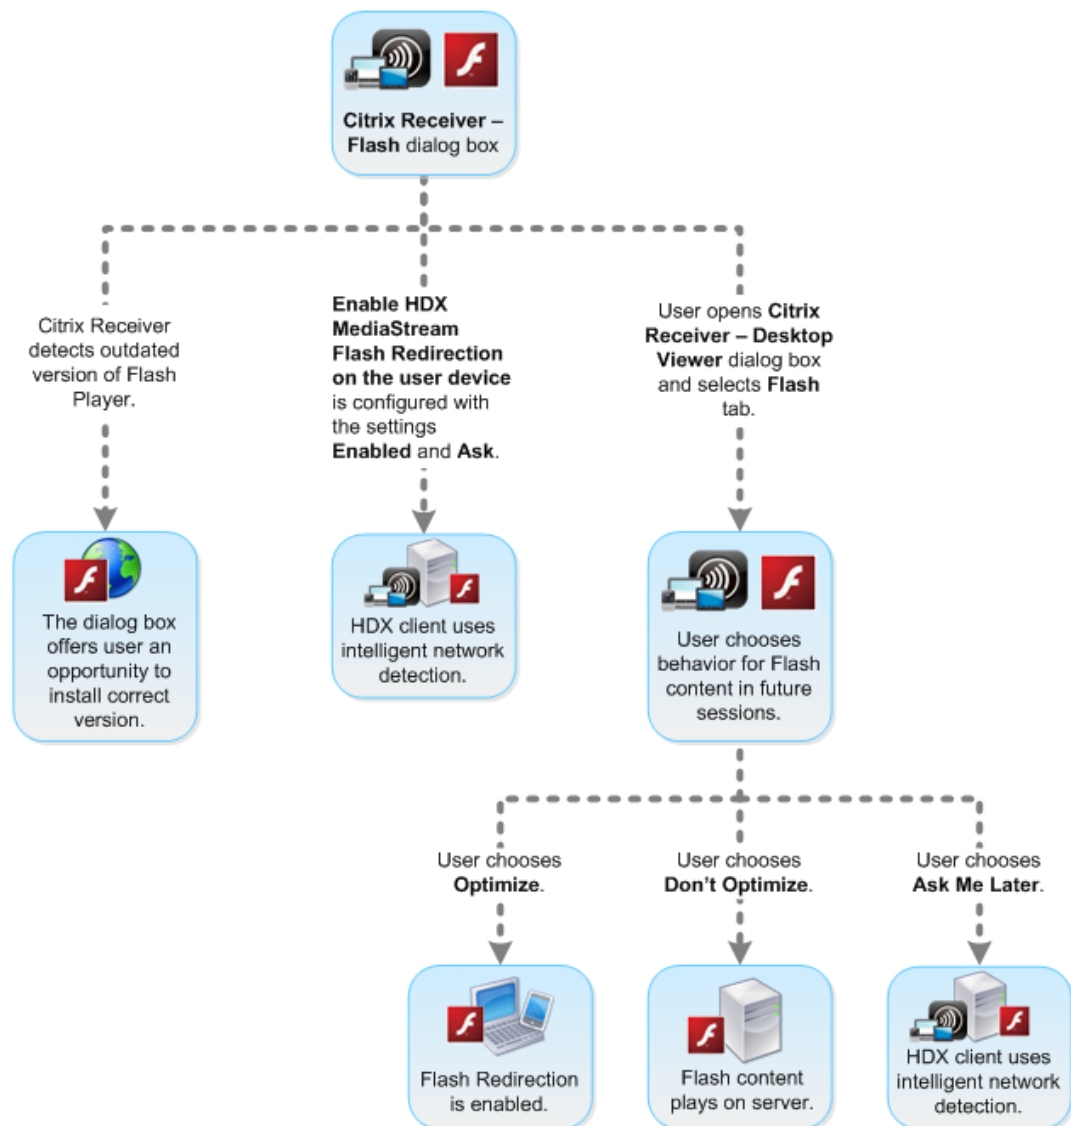 Citrix Receiver –
Flash dialog box
Citrix Receiver
detects outdated
version of Flash
Player.
Enable HDX
MediaStream
Flash Redirection
on the user device
is configured with
the settings
Enabled and Ask.
User opens Citrix
Receiver – Desktop
Viewer dialog box
and selects Flash
tab.
The dialog box
offers user an
opportunity to
install correct
version.
HDX client uses
intelligent network
detection.
User chooses
behavior for Flash
content in future
sessions.
User chooses
Optimize.
User chooses
Don't Optimize.
User chooses
Ask Me Later.
Flash Redirection
is enabled.
Flash content
plays on server.
HDX client uses
intelligent network
detection.